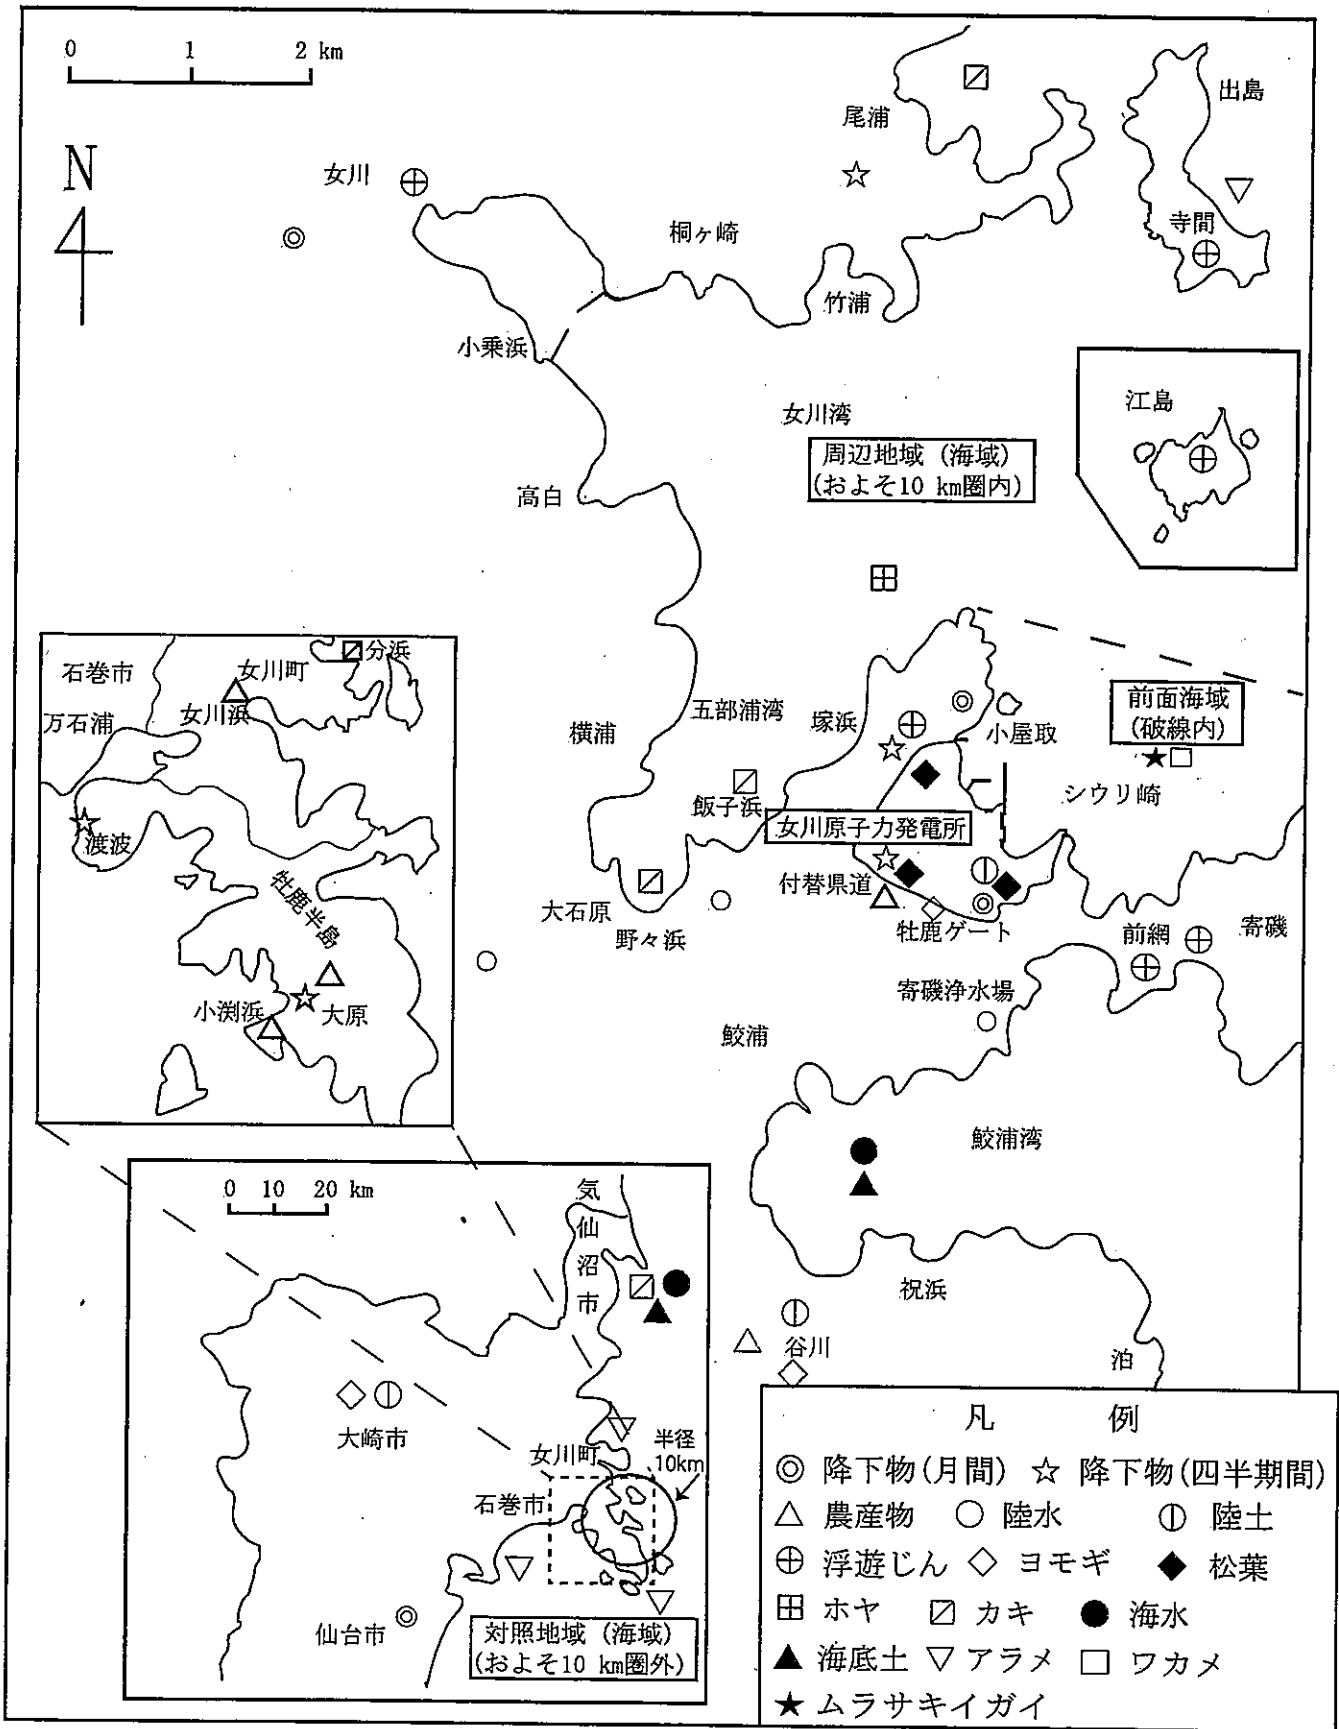 0 1 2 km
N
出島
尾浦
女川
寺間
桐ヶ崎
竹浦
小乗浜
女川湾
江島
周辺地域 (海域)
(およそ10 km圏内)
高白
分浜
石巻市
女川町
女川浜
万石浦
渡波
牡鹿半島
小渕浜
大原
横浦
五部浦湾
塚浜
小屋取
前面海域
(破線内)
シウリ崎
飯子浜
女川原子力発電所
付替県道
大石原
野々浜
牡鹿ゲート
前網
寄磯
寄磯浄水場
鮫浦
鮫浦湾
祝浜
谷川
泊
0 10 20 km
気仙沼市
大崎市
女川町
半径
10km
石巻市
仙台市
対照地域 (海域)
(およそ10 km圏外)
凡 例
降下物(月間) 降下物(四半期間)
農産物 陸水 陸土
浮遊じん ヨモギ 松葉
ホヤ カキ 海水
海底土 アラメ ワカメ
ムラサキイガイ